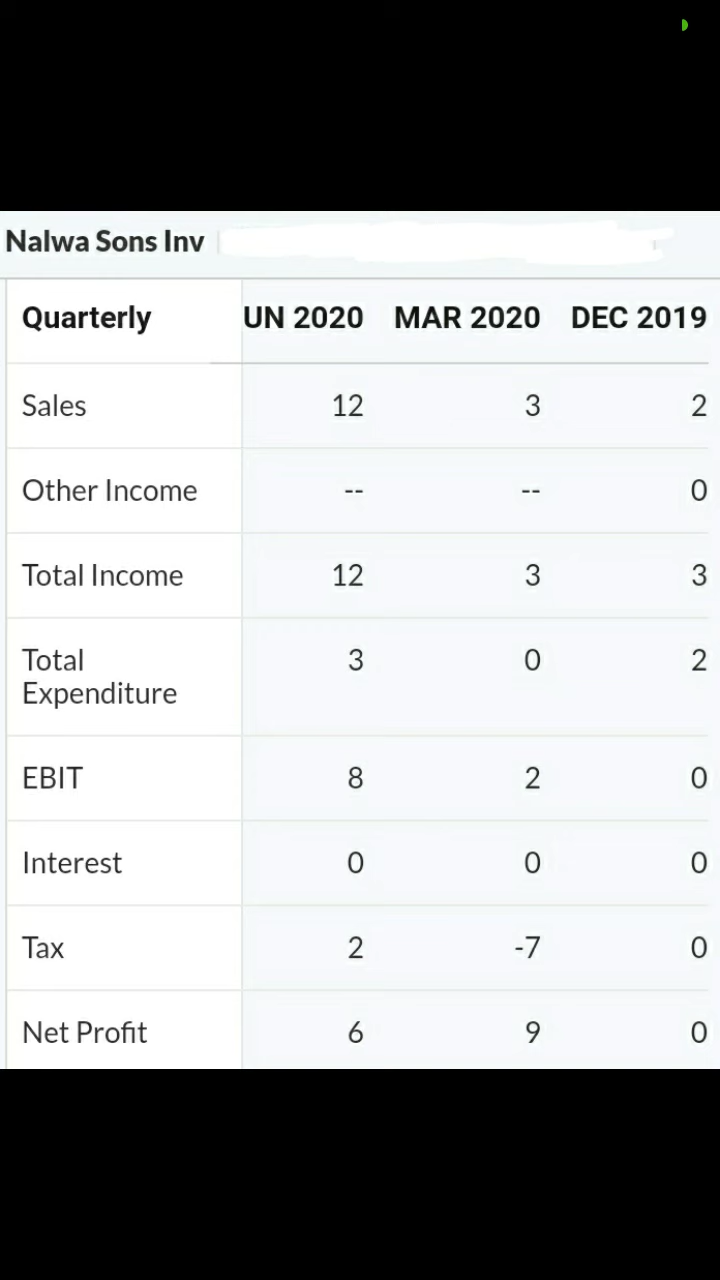 Nalwa Sons Inv
Quarterly UN 2020 MAR 2020 DEC 2019
Sales 12 3 2
Other Income -- -- 0
Total Income 12 3 3
Total
Expenditure 3 0 2
EBIT 8 2 0
Interest 0 0 0
Tax 2 -7 0
Net Profit 6 9 0